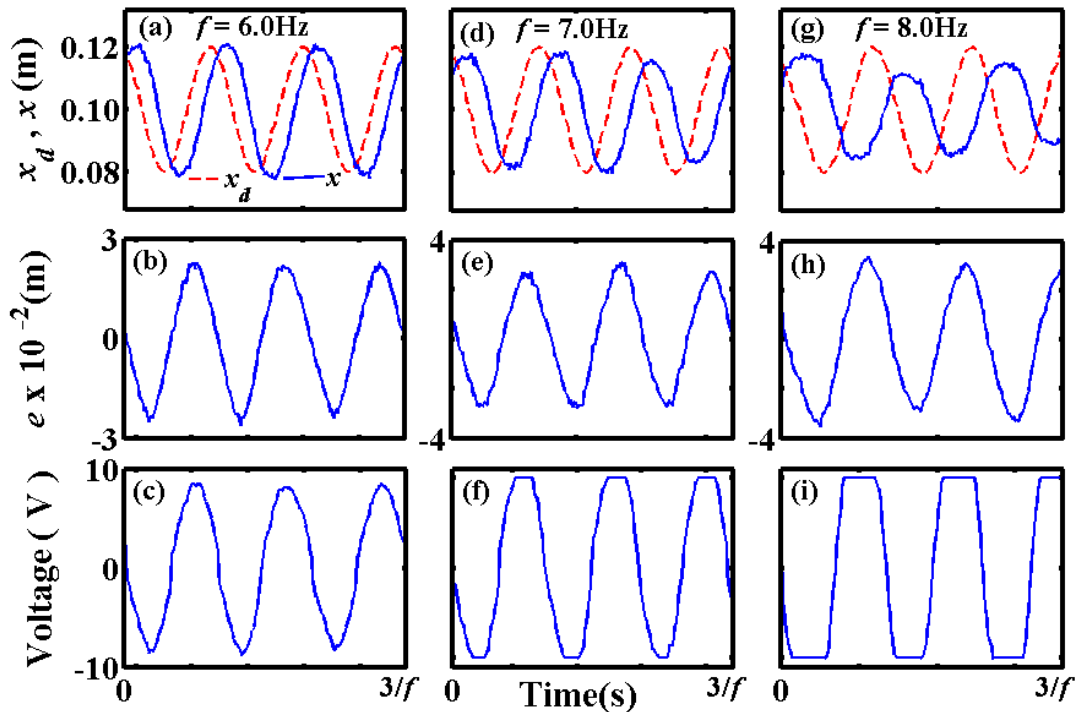 (a) f = 6.0Hz
(d) f = 7.0Hz
(g) f = 8.0Hz
x_d , x (m)
0.12
0.10
0.08
x_d x
(b)
(e)
(h)
e x 10^-2(m)
3
0
-3
4
-4
4
-4
(c)
(f)
(i)
Voltage ( V)
10
0
-10
0 3/f
0 3/f
0 3/f
Time(s)